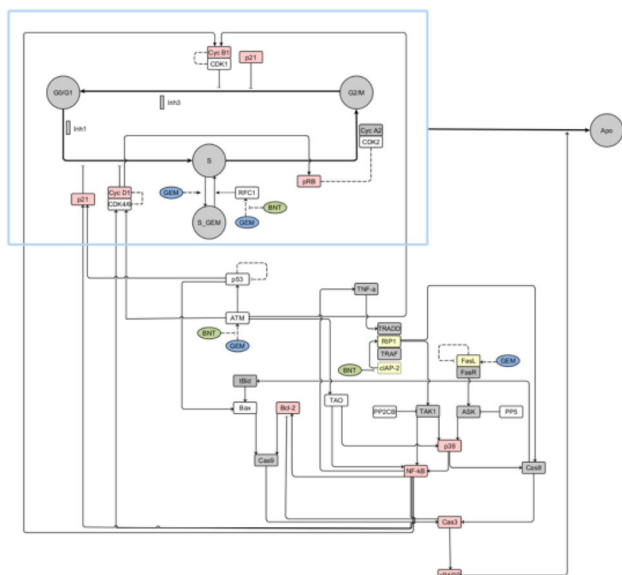 Cyc B1
p21
CDK1
G0/G1
G2/M
Inh3
Inh1
Cyc A2
CDK2
Apo
S
pRB
p21
Cyc D1
CDK4/6
GEM
RFC1
BNT
S_GEM
GEM
p53
TNF-a
ATM
TRADD
BNT
RIP1
FasL
GEM
GEM
TRAF
FasR
BNT
cIAP-2
tBid
TAO
Bax
Bcl-2
PP2CB
TAK1
ASK
PP5
p38
Cas9
NF-kB
Cas8
Cas3